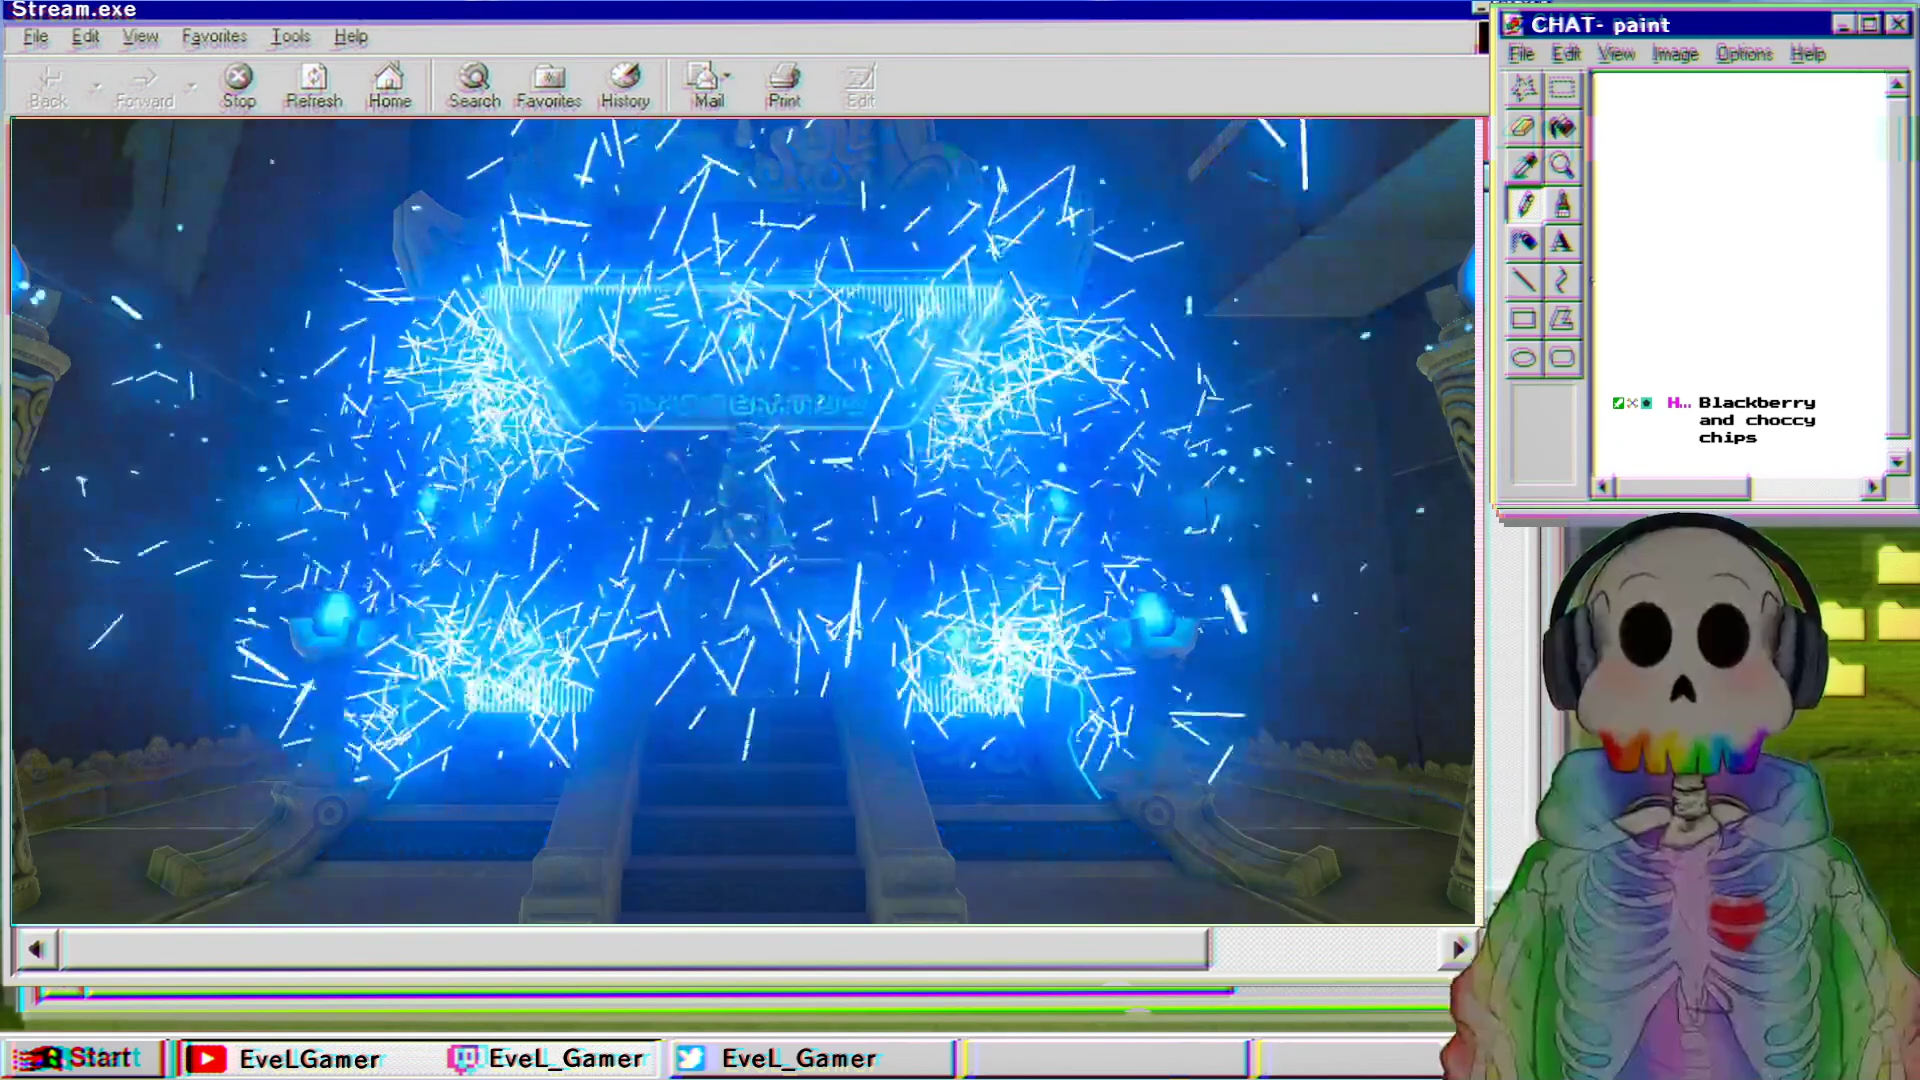 Stream.exe
File Edit View Favorites Tools Help
Back Forward Stop Refresh Home Search Favorites History Mail Print Edit
CHAT- paint
File Edit View Image Options Help
A
H... Blackberry
and choccy
chips
Start EveLGamer EveL_Gamer EveL_Gamer